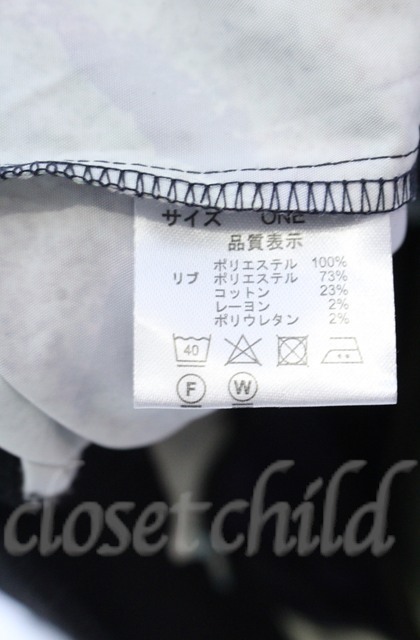 サイズ ONE
品質表示
ポリエステル 100%
リブ ポリエステル 73%
コットン 23%
レーヨン 2%
ポリウレタン 2%
40
F W
closet child